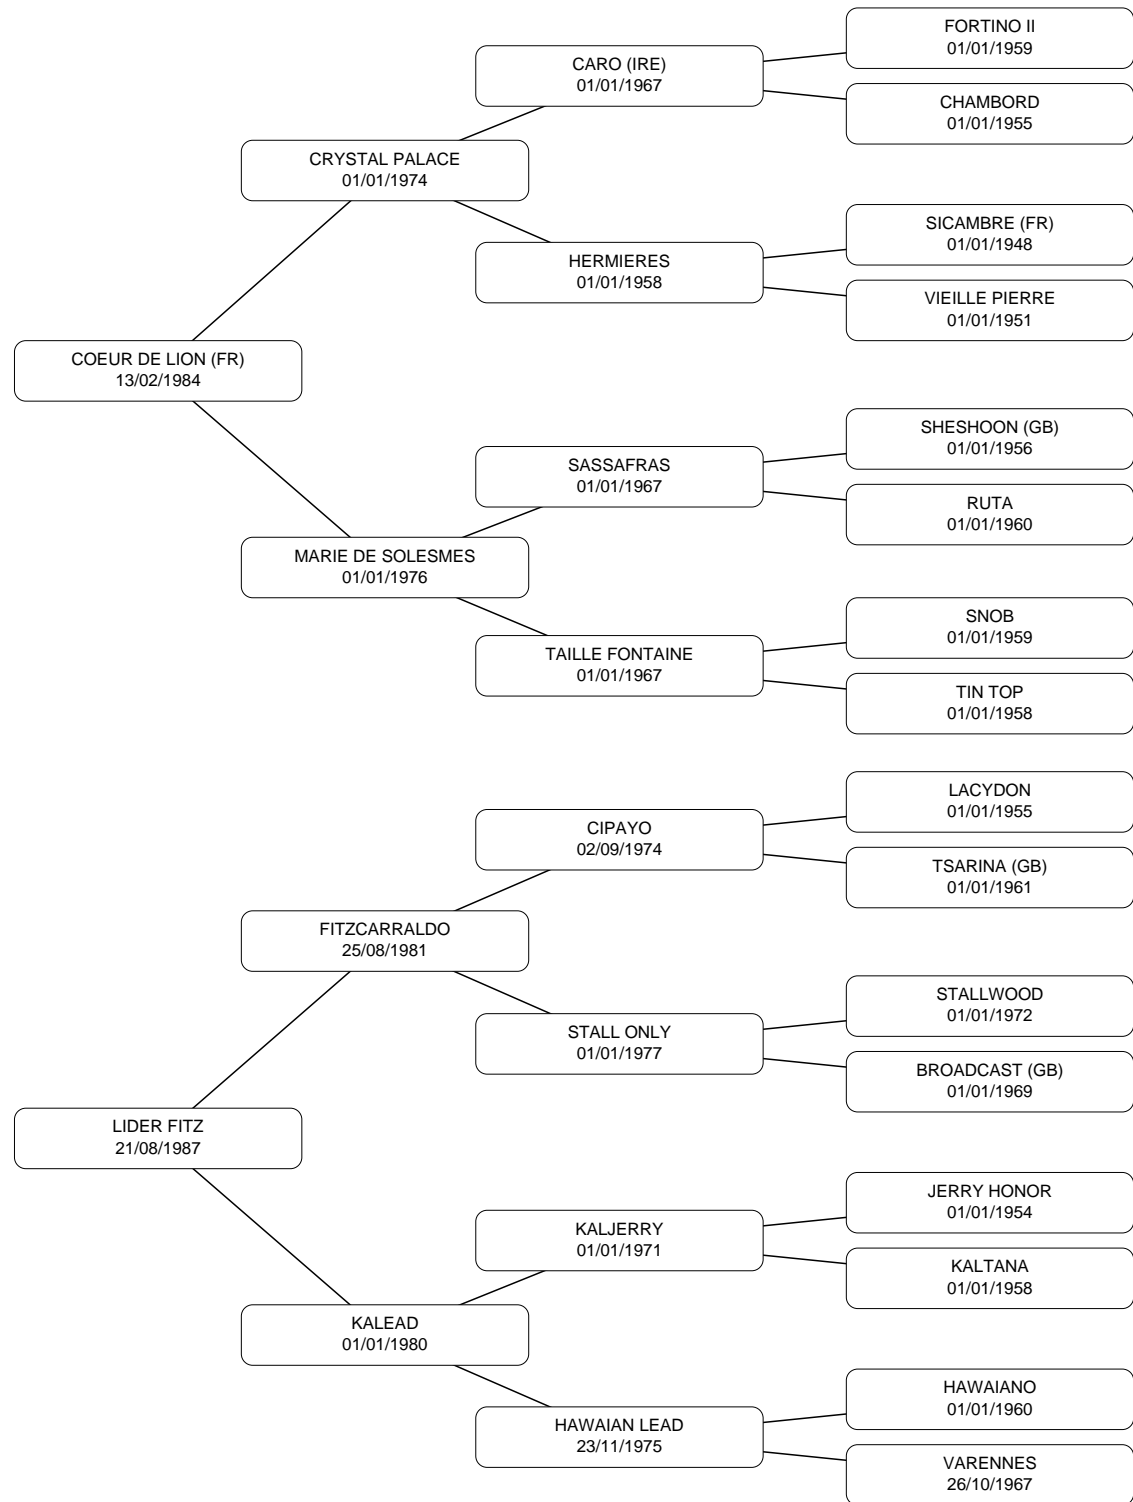 FORTINO II
01/01/1959
CARO (IRE)
01/01/1967
CHAMBORD
01/01/1955
CRYSTAL PALACE
01/01/1974
SICAMBRE (FR)
01/01/1948
HERMIERES
01/01/1958
VIEILLE PIERRE
01/01/1951
COEUR DE LION (FR)
13/02/1984
SHESHOON (GB)
01/01/1956
SASSAFRAS
01/01/1967
RUTA
01/01/1960
MARIE DE SOLESMES
01/01/1976
SNOB
01/01/1959
TAILLE FONTAINE
01/01/1967
TIN TOP
01/01/1958
LACYDON
01/01/1955
CIPAYO
02/09/1974
TSARINA (GB)
01/01/1961
FITZCARRALDO
25/08/1981
STALLWOOD
01/01/1972
STALL ONLY
01/01/1977
BROADCAST (GB)
01/01/1969
LIDER FITZ
21/08/1987
JERRY HONOR
01/01/1954
KALJERRY
01/01/1971
KALTANA
01/01/1958
KALEAD
01/01/1980
HAWAIANO
01/01/1960
HAWAIAN LEAD
23/11/1975
VARENNES
26/10/1967